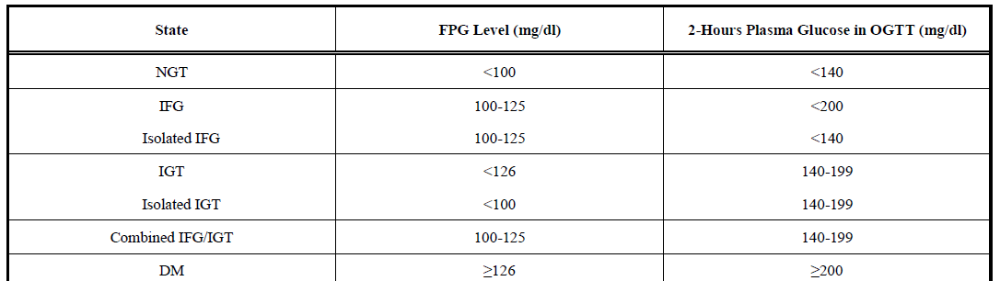 State FPG Level (mg/dl) 2-Hours Plasma Glucose in OGTT (mg/dl)
NGT <100 <140
IFG 100-125 <200
Isolated IFG 100-125 <140
IGT <126 140-199
Isolated IGT <100 140-199
Combined IFG/IGT 100-125 140-199
DM ≥126 ≥200